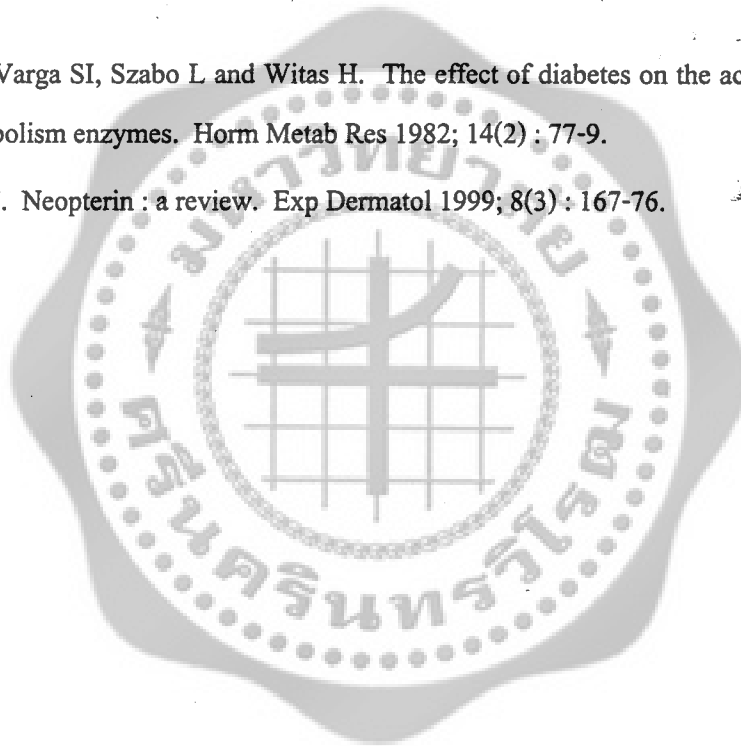 Varga SI, Szabo L and Witas H. The effect of diabetes on the ac
bolism enzymes. Horm Metab Res 1982; 14(2) : 77-9.
. Neopterin : a review. Exp Dermatol 1999; 8(3) : 167-76.
มหาวิทยาลัย
ศรีนครินทรวิโรฒ